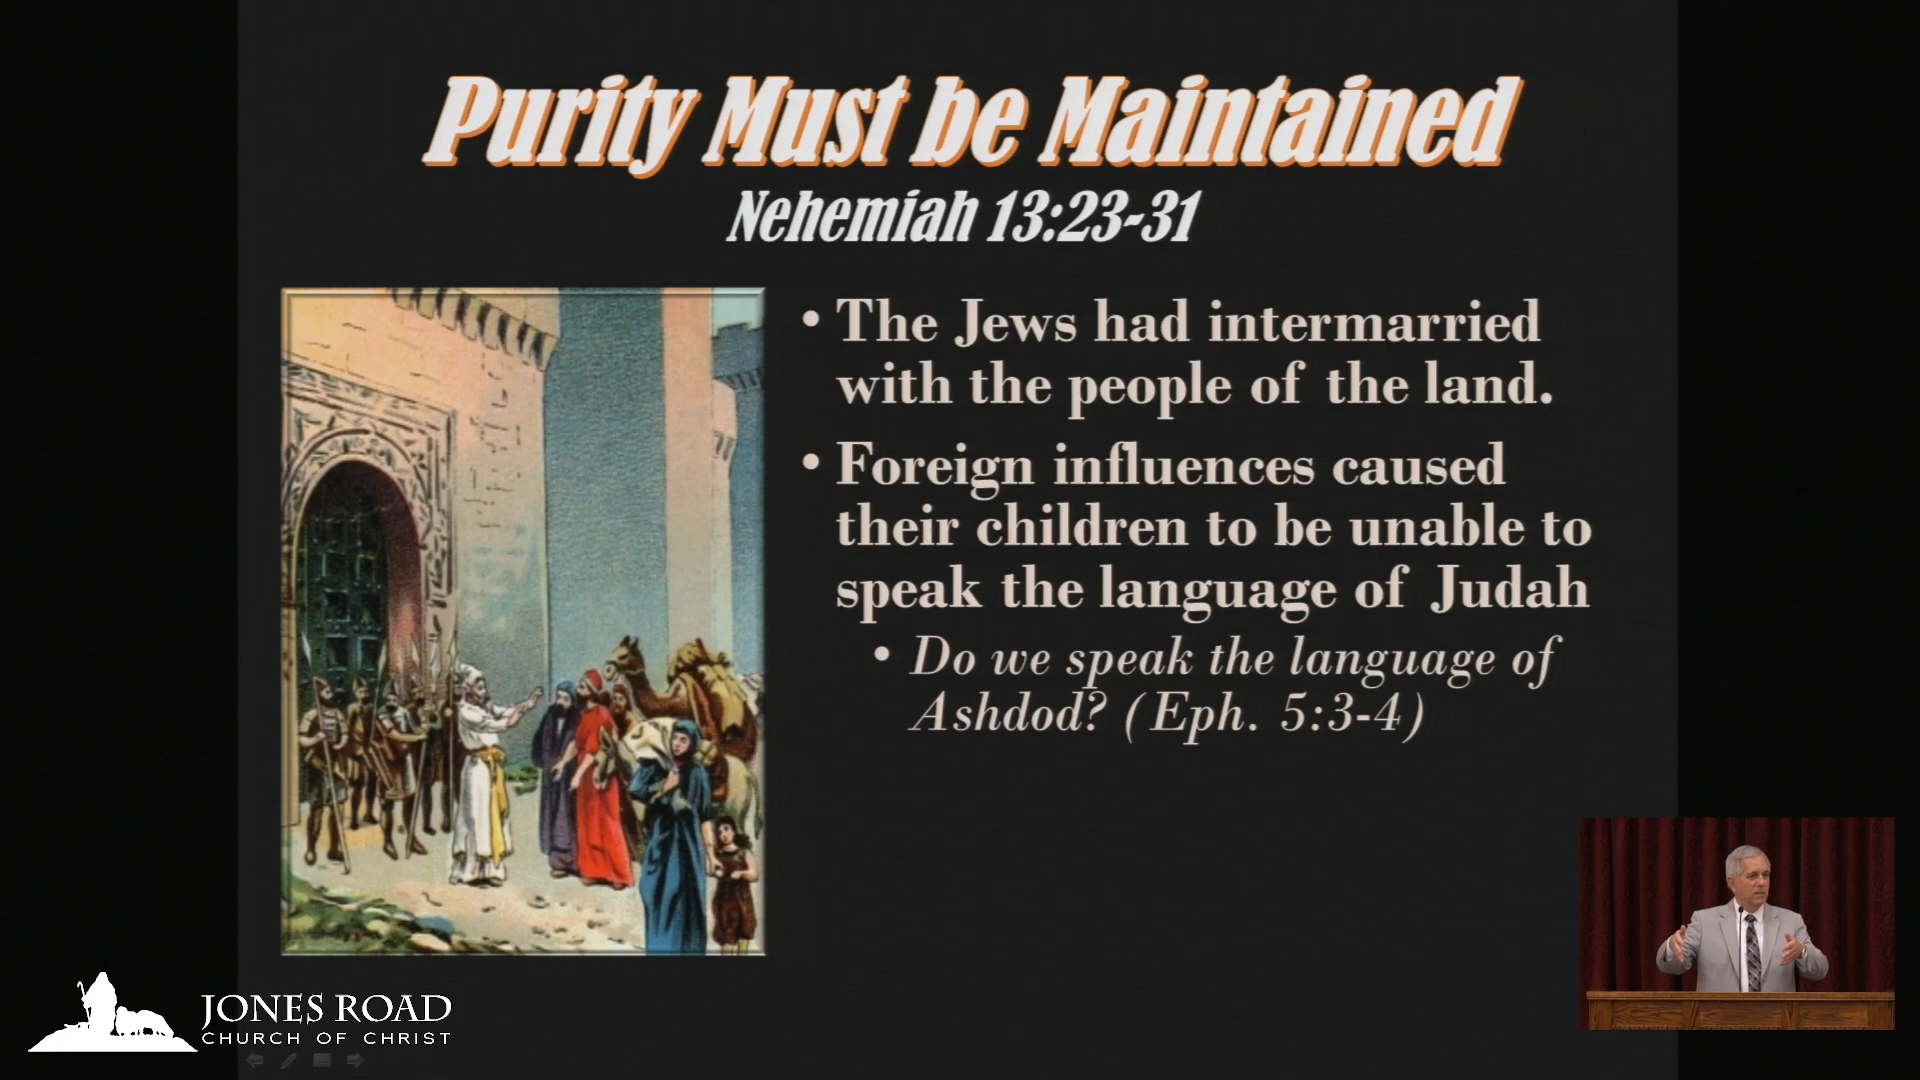 Purity Must be Maintained
Nehemiah 13:23-31
• The Jews had intermarried
with the people of the land.
• Foreign influences caused
their children to be unable to
speak the language of Judah
• Do we speak the language of
Ashdod? (Eph. 5:3-4)
JONES ROAD
CHURCH OF CHRIST